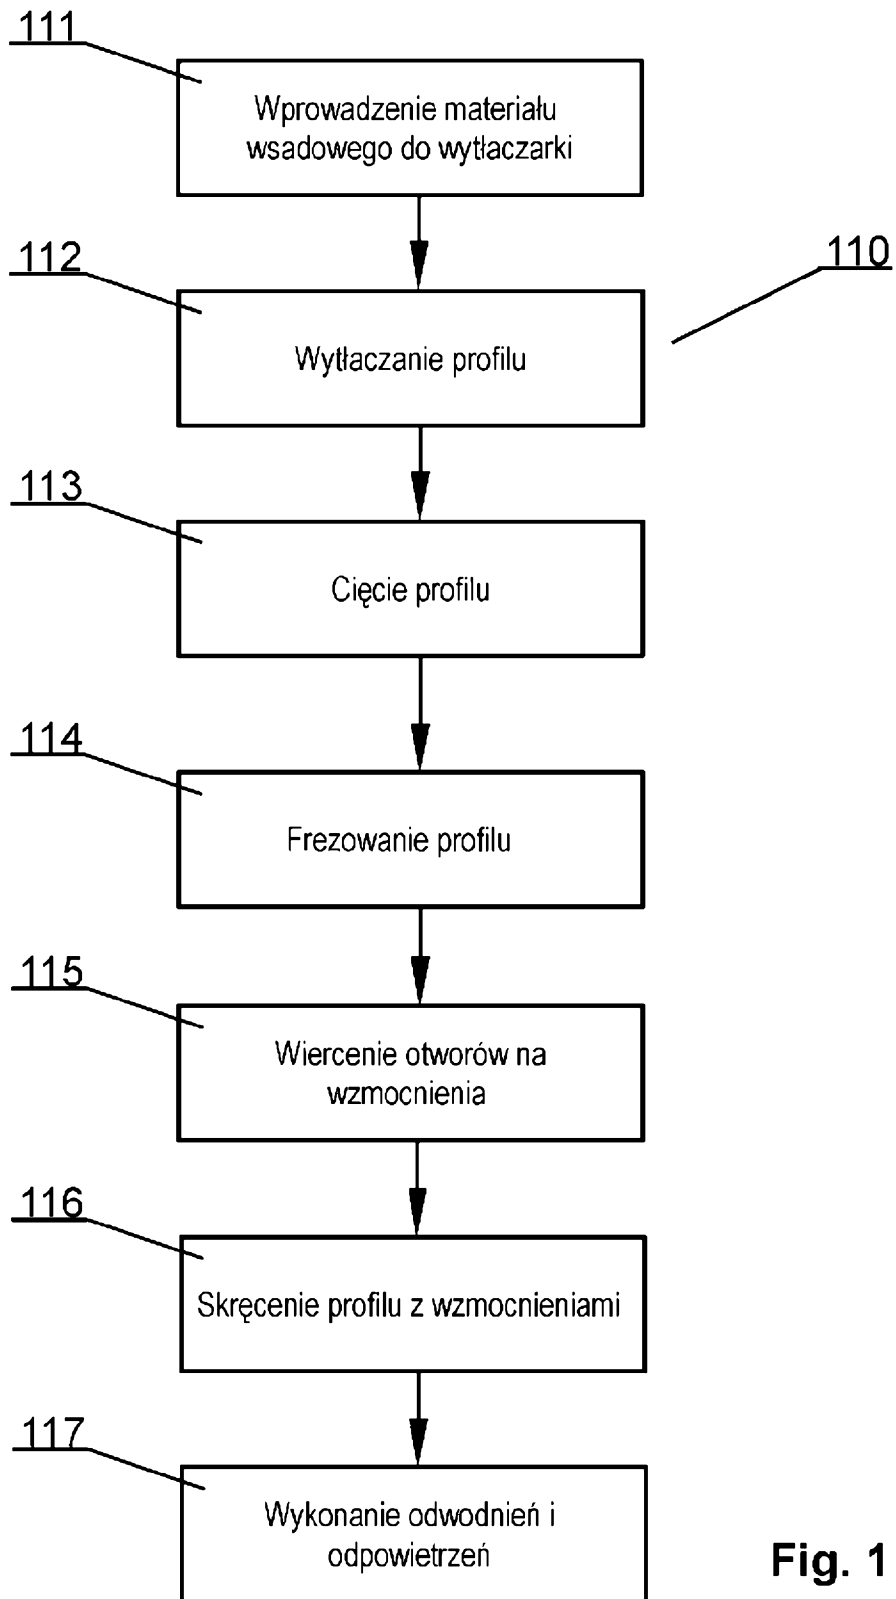 111
Wprowadzenie materiału
wsadowego do wytłaczarki
112
110
Wytłaczanie profilu
113
Cięcie profilu
114
Frezowanie profilu
115
Wiercenie otworów na
wzmocnienia
116
Skręcenie profilu z wzmocnieniami
117
Wykonanie odwodnień i
odpowietrzeń
Fig. 1